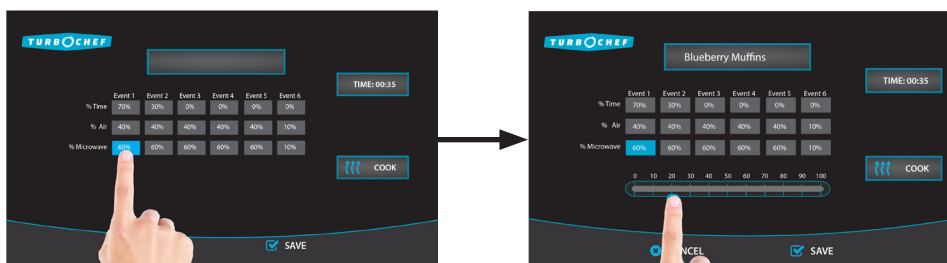 TURBOCHEF
TIME: 00:35
Event 1 Event 2 Event 3 Event 4 Event 5 Event 6
% Time 70% 30% 0% 0% 0% 0%
% Air 40% 40% 40% 40% 40% 10%
% Microwave 60% 60% 60% 60% 60% 10%
COOK
SAVE
TURBOCHEF
Blueberry Muffins
TIME: 00:35
Event 1 Event 2 Event 3 Event 4 Event 5 Event 6
% Time 70% 30% 0% 0% 0% 0%
% Air 40% 40% 40% 40% 40% 10%
% Microwave 60% 60% 60% 60% 60% 10%
0 10 20 30 40 50 60 70 80 90 100
COOK
NCEL
SAVE